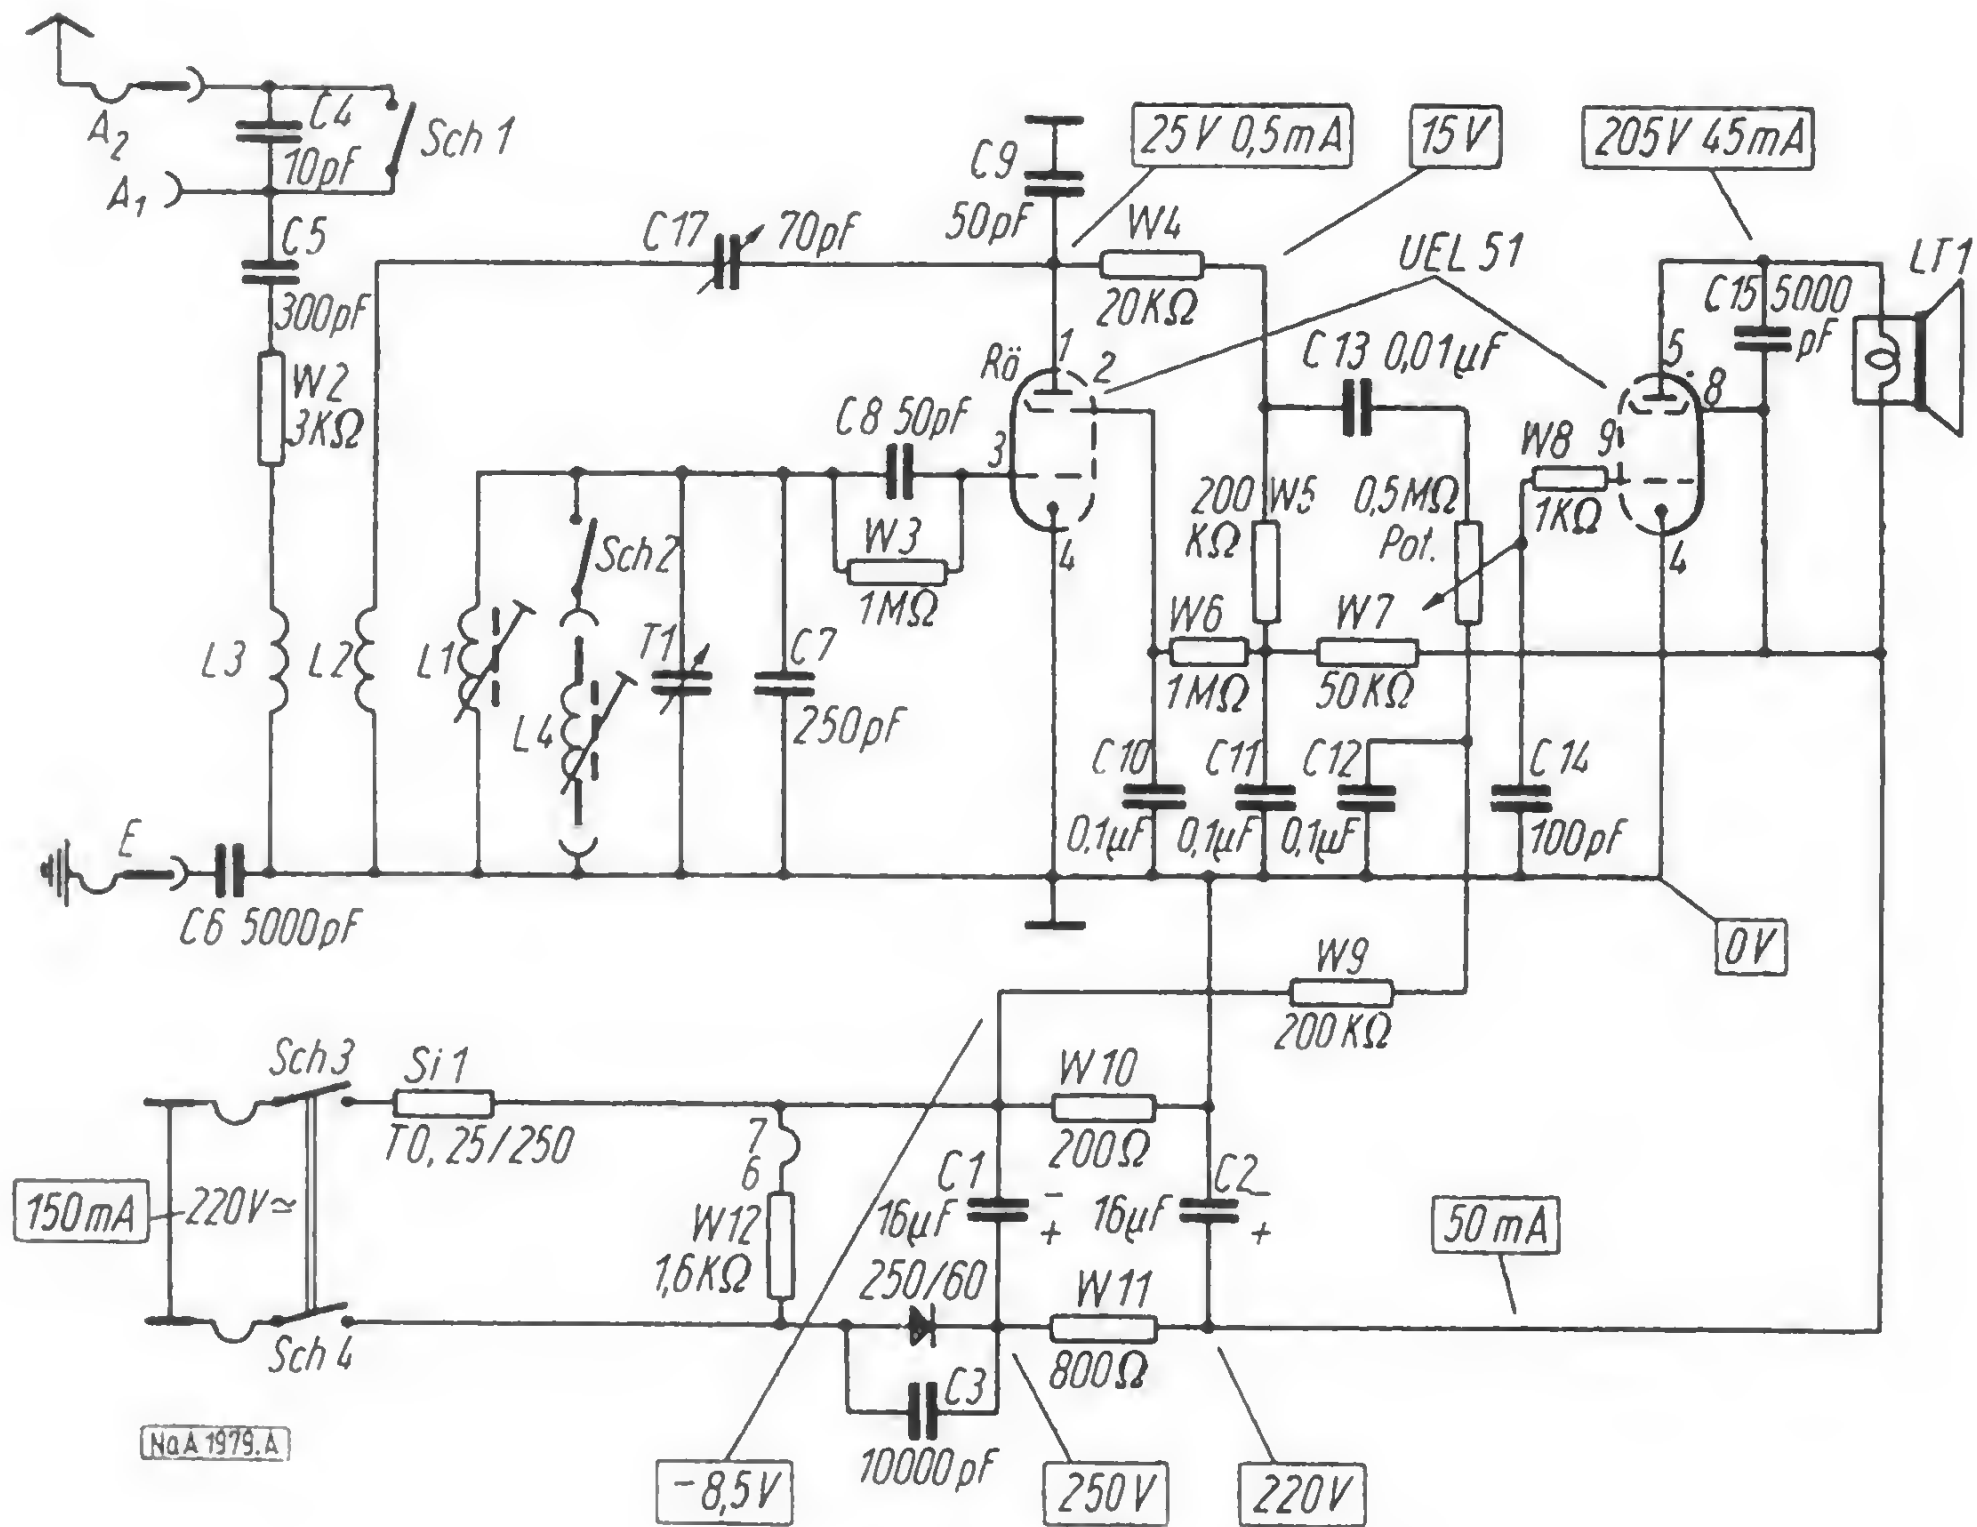 A2
C4
10pF
Sch 1
A1
C5
300pF
W2
3KΩ
L3
L2
L1
Sch2
L4
T1
C7
250pF
C17 70pF
C9
50pF
25V 0,5mA
15V
205V 45mA
W4
20KΩ
UEL 51
LT1
C15 5000
pF
Rö
1
2
3
4
C8 50pF
W3
1MΩ
C13 0,01µF
5
8
9
4
W8
1KΩ
200
KΩ
W5
0,5MΩ
Pot.
W6
1MΩ
W7
50KΩ
C10
0,1µF
C11
0,1µF
C12
0,1µF
C14
100pF
E
C6 5000pF
0V
W9
200KΩ
Sch3
Si 1
T0,25/250
W10
200Ω
150mA
220V≃
7
6
W12
1,6KΩ
C1
16µF
−
+
C2
16µF
−
+
250/60
W11
800Ω
50mA
Sch4
C3
10000pF
NaA 1979.A
−8,5V
250V
220V